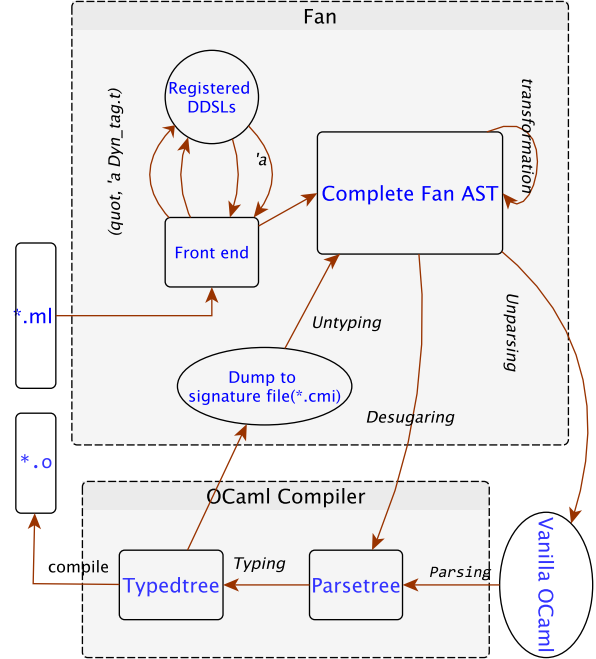 Fan
Registered
DDSLs
(quot, 'a Dyn_tag.t)
'a
transformation
Complete Fan AST
Front end
*.ml
Untyping
Unparsing
Dump to
signature file(*.cmi)
Desugaring
*.o
OCaml Compiler
compile
Typedtree
Typing
Parsetree
Parsing
Vanilla OCaml